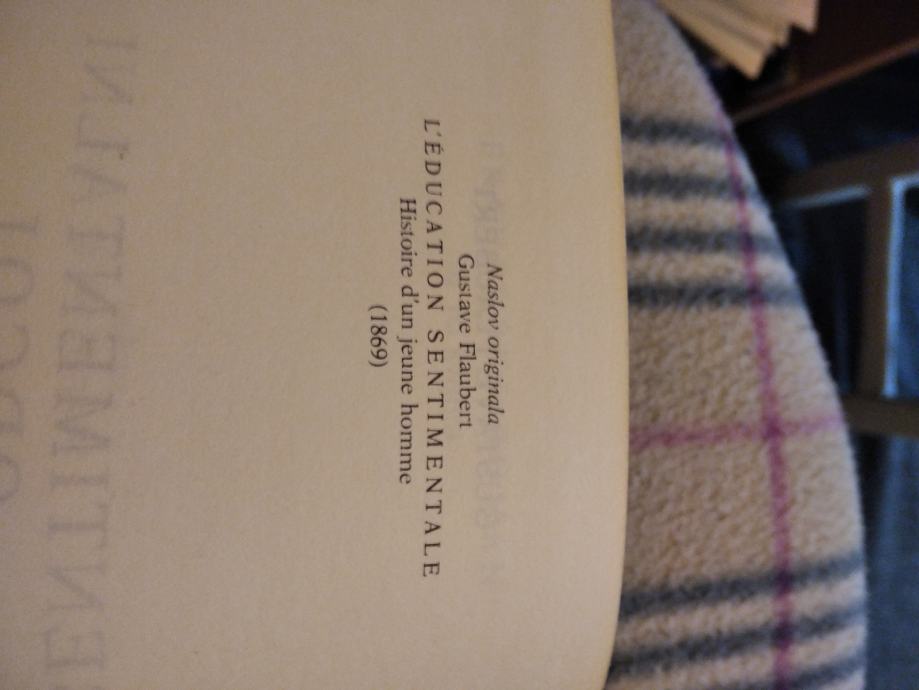 Naslov originala
Gustave Flaubert
L'ÉDUCATION SENTIMENTALE
Histoire d'un jeune homme
(1869)